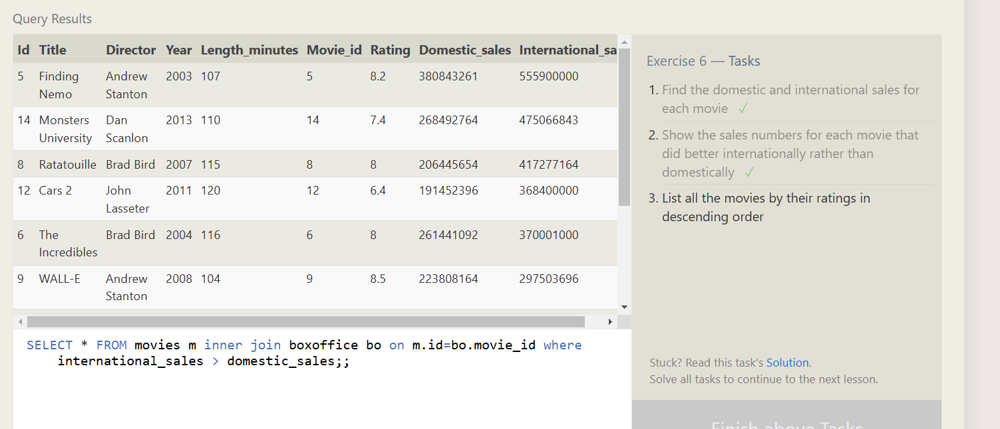 Query Results
Id Title Director Year Length_minutes Movie_id Rating Domestic_sales International_sa
5 Finding Nemo Andrew Stanton 2003 107 5 8.2 380843261 555900000
14 Monsters University Dan Scanlon 2013 110 14 7.4 268492764 475066843
8 Ratatouille Brad Bird 2007 115 8 8 206445654 417277164
12 Cars 2 John Lasseter 2011 120 12 6.4 191452396 368400000
6 The Incredibles Brad Bird 2004 116 6 8 261441092 370001000
9 WALL-E Andrew Stanton 2008 104 9 8.5 223808164 297503696
SELECT * FROM movies m inner join boxoffice bo on m.id=bo.movie_id where
international_sales > domestic_sales;;
Exercise 6 — Tasks
1. Find the domestic and international sales for
each movie ✓
2. Show the sales numbers for each movie that
did better internationally rather than
domestically ✓
3. List all the movies by their ratings in
descending order
Stuck? Read this task's Solution.
Solve all tasks to continue to the next lesson.
Finish above Tasks